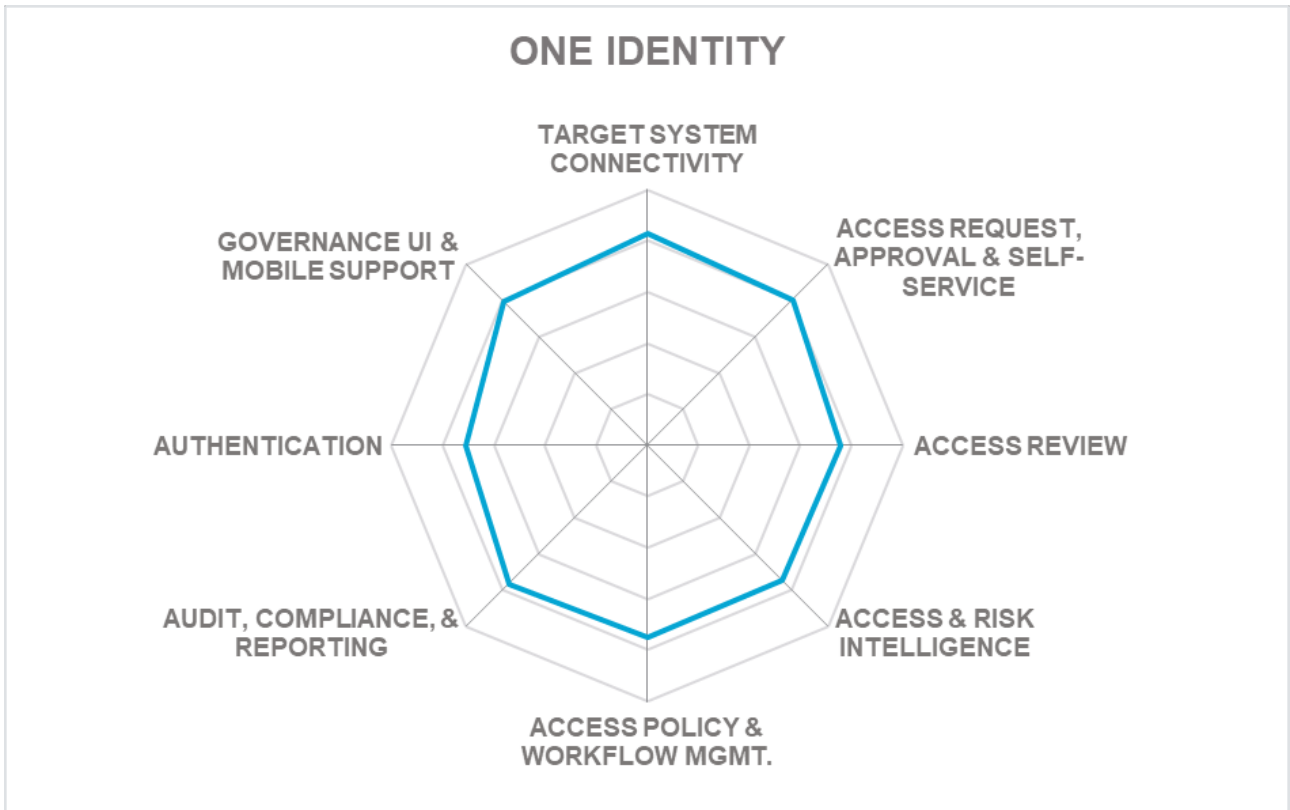 ONE IDENTITY
TARGET SYSTEM
CONNECTIVITY
ACCESS REQUEST,
APPROVAL & SELF-
SERVICE
ACCESS REVIEW
ACCESS & RISK
INTELLIGENCE
ACCESS POLICY &
WORKFLOW MGMT.
AUDIT, COMPLIANCE, &
REPORTING
AUTHENTICATION
GOVERNANCE UI &
MOBILE SUPPORT